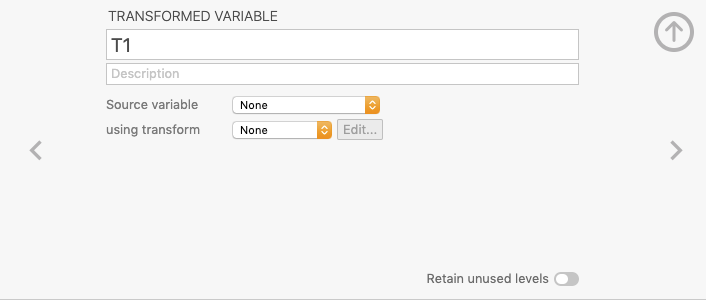 TRANSFORMED VARIABLE
T1
Description
Source variable None
using transform None Edit...
Retain unused levels